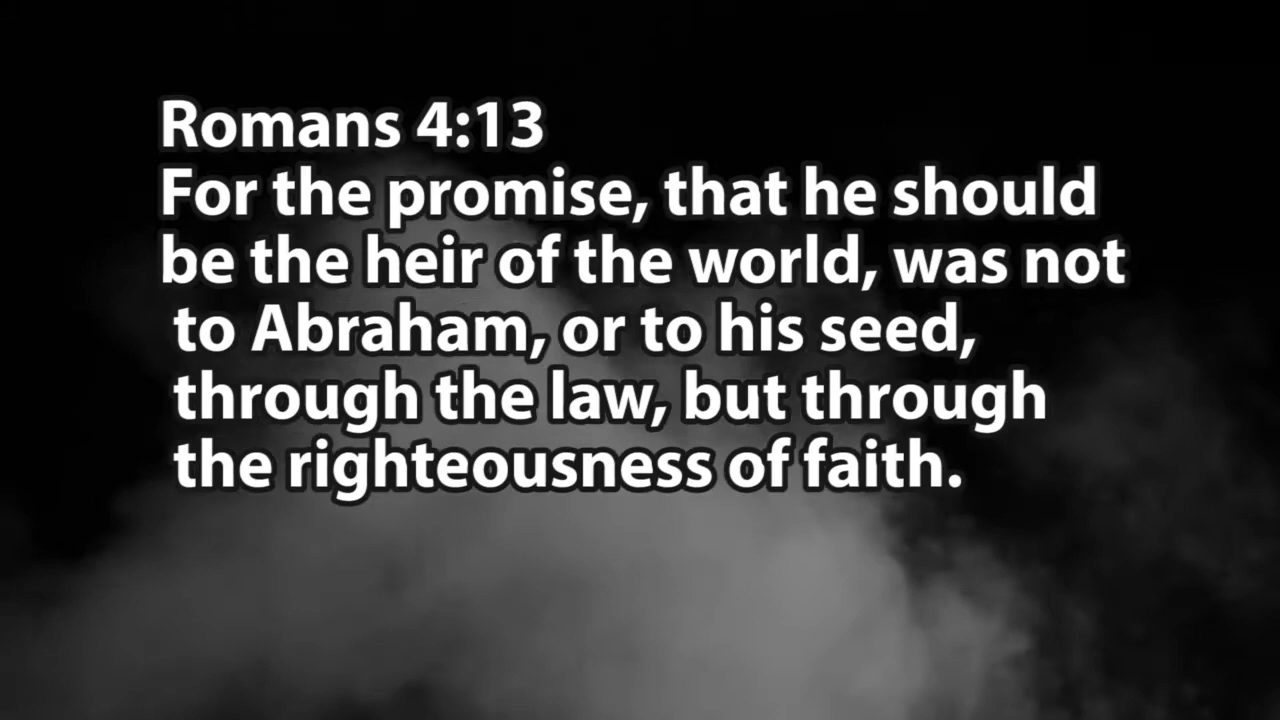 Romans 4:13
For the promise, that he should
be the heir of the world, was not
to Abraham, or to his seed,
through the law, but through
the righteousness of faith.